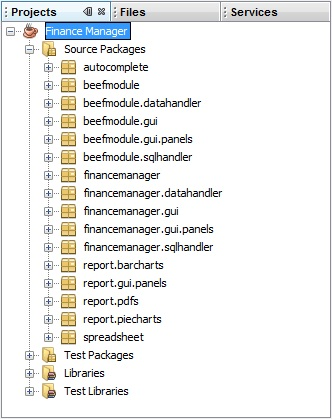 Projects Files Services
Finance Manager
Source Packages
autocomplete
beefmodule
beefmodule.datahandler
beefmodule.gui
beefmodule.gui.panels
beefmodule.sqlhandler
financemanager
financemanager.datahandler
financemanager.gui
financemanager.gui.panels
financemanager.sqlhandler
report.barcharts
report.gui.panels
report.pdfs
report.piecharts
spreadsheet
Test Packages
Libraries
Test Libraries